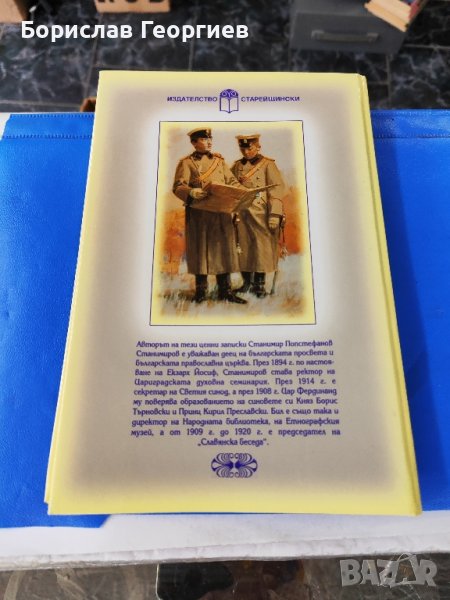 Борислав Георгиев
ИЗДАТЕЛСТВО СТАРЕЙШИНСКИ
Авторът на тези ценни записки Станимир Попстефанов
Станимиров е уважаван деец на българската просвета и
българската православна църква. През 1894 г. по настоя-
ване на Екзарх Йосиф, Станимиров става ректор на
Цариградската духовна семинария. През 1914 г. е
секретар на Светия синод, а през 1908 г. Цар Фердинанд
му поверява образованието на синовете си Княз Борис
Търновски и Принц Кирил Преславски. Бил е също така и
директор на Народната библиотека, на Етнографския
музей, а от 1909 г. до 1920 г. е председател на
„Славянска беседа".
BAZAR